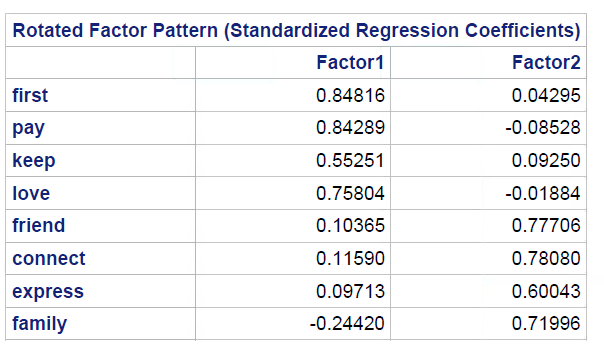 Rotated Factor Pattern (Standardized Regression Coefficients)
Factor1 Factor2
first 0.84816 0.04295
pay 0.84289 -0.08528
keep 0.55251 0.09250
love 0.75804 -0.01884
friend 0.10365 0.77706
connect 0.11590 0.78080
express 0.09713 0.60043
family -0.24420 0.71996